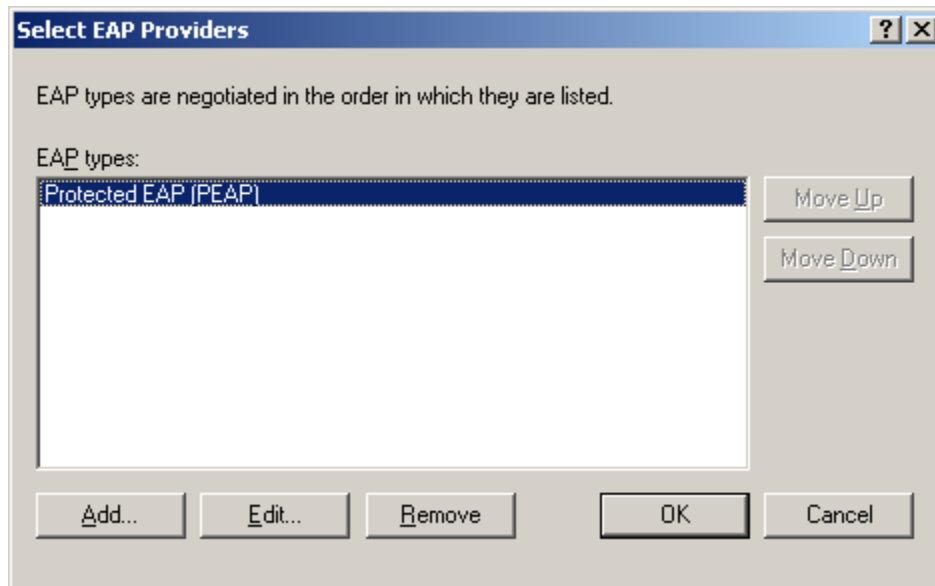 Select EAP Providers
EAP types are negotiated in the order in which they are listed.
EAP types:
Protected EAP (PEAP)
Move Up
Move Down
Add...
Edit...
Remove
OK
Cancel